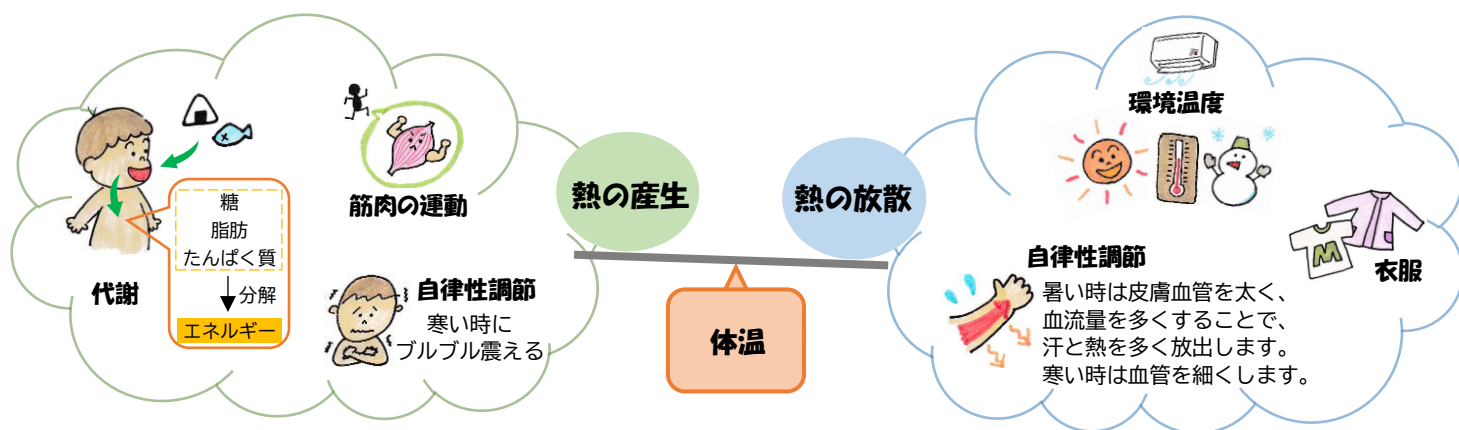 代謝
糖
脂肪
たんぱく質
分解
エネルギー
筋肉の運動
自律性調節
寒い時に
ブルブル震える
熱の産生
熱の放散
体温
環境温度
自律性調節
暑い時は皮膚血管を太く、
血流量を多くすることで、
汗と熱を多く放出します。
寒い時は血管を細くします。
M
衣服